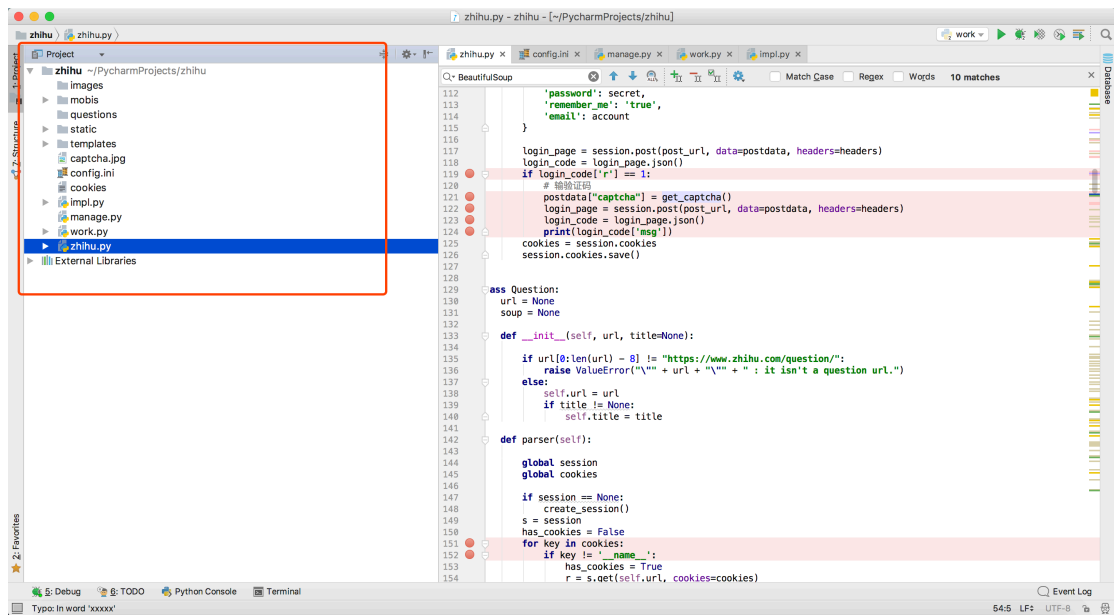 zhihu.py - zhihu - [~/PycharmProjects/zhihu]
zhihu
zhihu.py
work
1: Project
7: Structure
2: Favorites
Project
zhihu ~/PycharmProjects/zhihu
images
mobis
questions
static
templates
captcha.jpg
config.ini
cookies
impl.py
manage.py
work.py
zhihu.py
External Libraries
zhihu.py × config.ini × manage.py × work.py × impl.py ×
BeautifulSoup
Match Case Regex Words 10 matches
Database
112 'password': secret,
113 'remember_me': 'true',
114 'email': account
115 }
116
117 login_page = session.post(post_url, data=postdata, headers=headers)
118 login_code = login_page.json()
119 if login_code['r'] == 1:
120 # 输验证码
121 postdata["captcha"] = get_captcha()
122 login_page = session.post(post_url, data=postdata, headers=headers)
123 login_code = login_page.json()
124 print(login_code['msg'])
125 cookies = session.cookies
126 session.cookies.save()
127
128
129 ass Question:
130 url = None
131 soup = None
132
133 def __init__(self, url, title=None):
134
135 if url[0:len(url) - 8] != "https://www.zhihu.com/question/":
136 raise ValueError("\"" + url + "\"" + " : it isn't a question url.")
137 else:
138 self.url = url
139 if title != None:
140 self.title = title
141
142 def parser(self):
143
144 global session
145 global cookies
146
147 if session == None:
148 create_session()
149 s = session
150 has_cookies = False
151 for key in cookies:
152 if key != '__name__':
153 has_cookies = True
154 r = s.get(self.url, cookies=cookies)
5: Debug 6: TODO Python Console Terminal Event Log
Typo: In word 'xxxxx' 54:5 LF÷ UTF-8